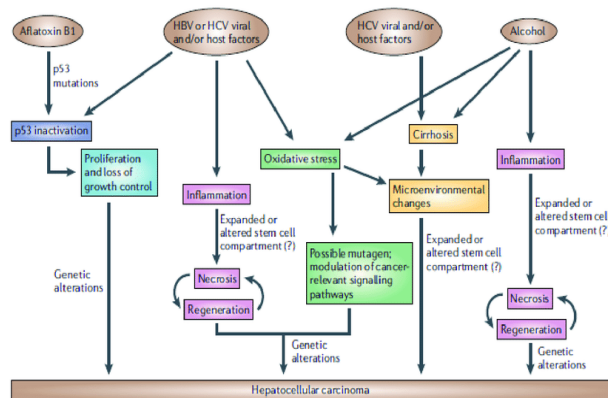 Aflatoxin B1
HBV or HCV viral
and/or host factors
HCV viral and/or
host factors
Alcohol
p53
mutations
p53 inactivation
Proliferation
and loss of
growth control
Oxidative stress
Cirrhosis
Inflammation
Inflammation
Microenvironmental
changes
Expanded or
altered stem cell
compartment (?)
Possible mutagen;
modulation of cancer-
relevant signalling
pathways
Expanded or
altered stem cell
compartment (?)
Expanded or
altered stem cell
compartment (?)
Genetic
alterations
Necrosis
Regeneration
Necrosis
Regeneration
Genetic
alterations
Genetic
alterations
Hepatocellular carcinoma